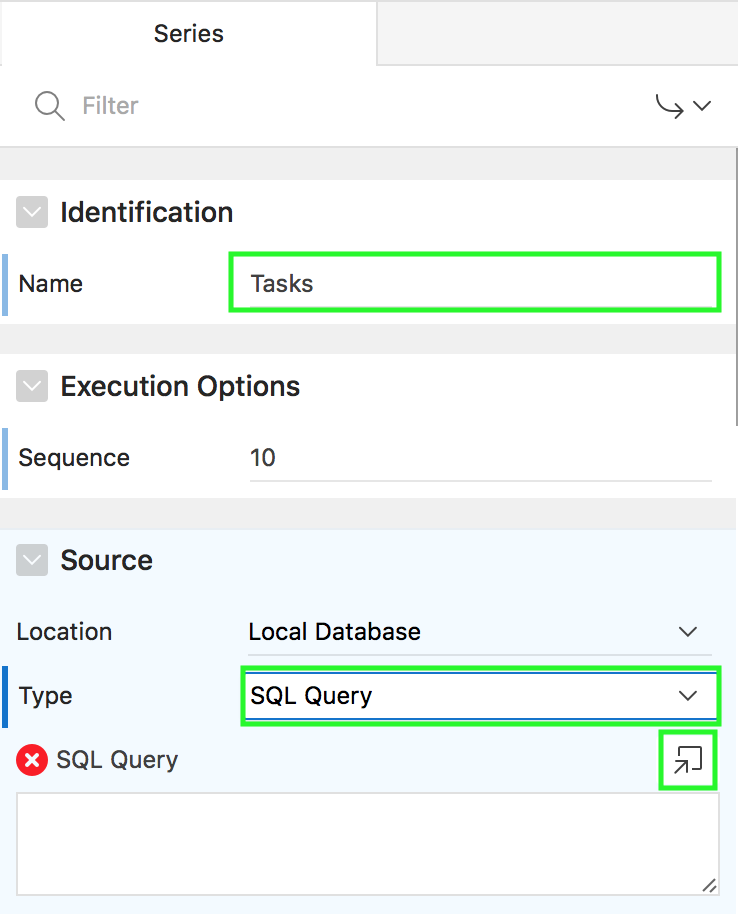 Series
Filter
Identification
Name Tasks
Execution Options
Sequence 10
Source
Location Local Database
Type SQL Query
SQL Query